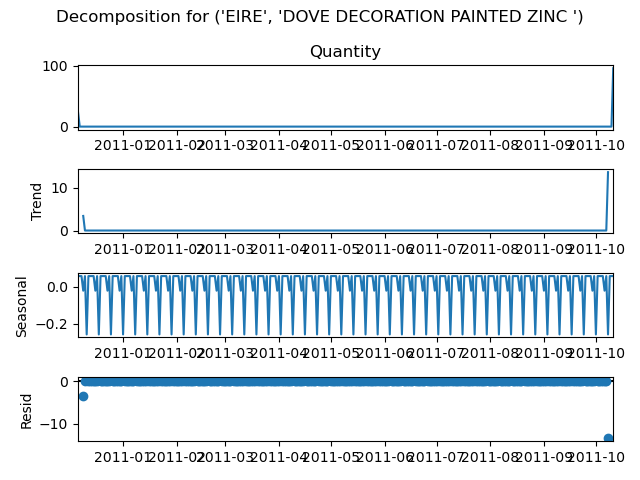 Decomposition for ('EIRE', 'DOVE DECORATION PAINTED ZINC ')
Quantity
100
0
2011-01 2011-02 2011-03 2011-04 2011-05 2011-06 2011-07 2011-08 2011-09 2011-10
Trend
10
0
2011-01 2011-02 2011-03 2011-04 2011-05 2011-06 2011-07 2011-08 2011-09 2011-10
Seasonal
0.0
−0.2
2011-01 2011-02 2011-03 2011-04 2011-05 2011-06 2011-07 2011-08 2011-09 2011-10
Resid
0
−10
2011-01 2011-02 2011-03 2011-04 2011-05 2011-06 2011-07 2011-08 2011-09 2011-10